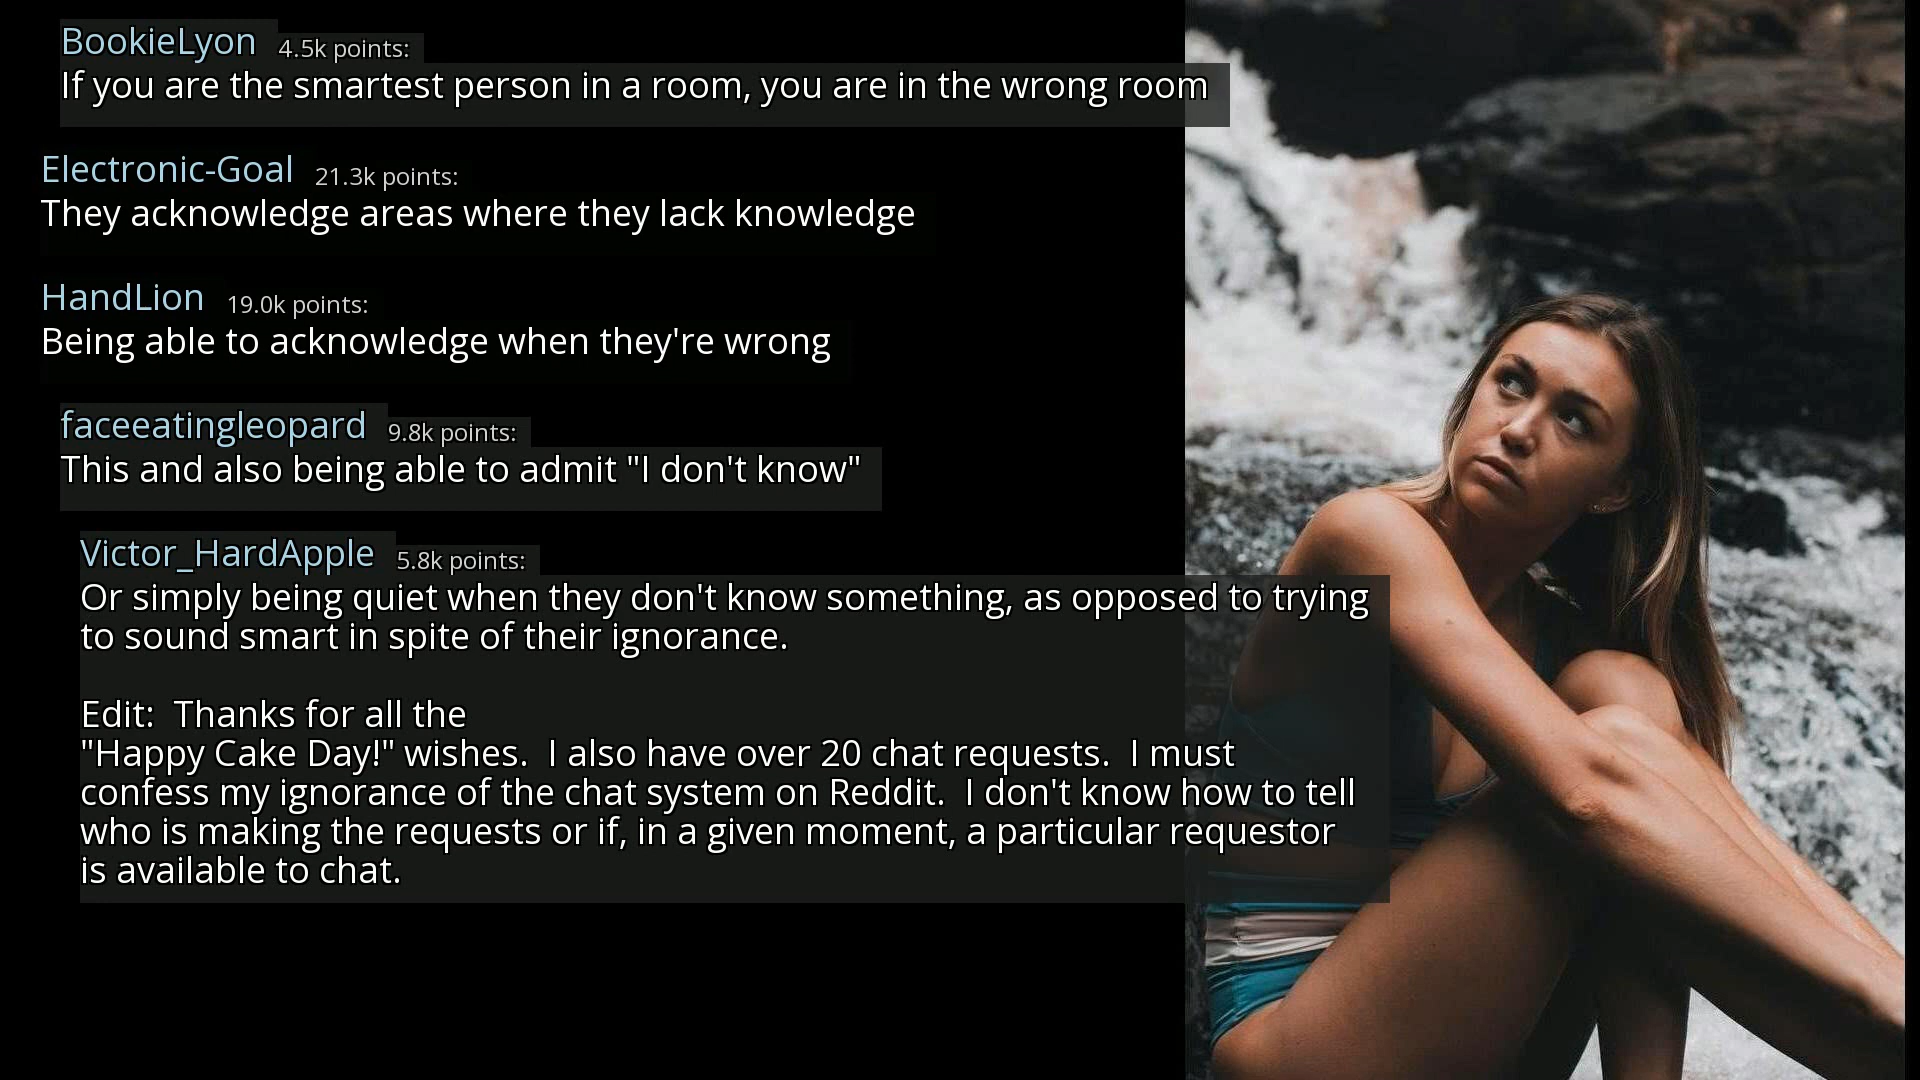 BookieLyon 4.5k points:
If you are the smartest person in a room, you are in the wrong room
Electronic-Goal 21.3k points:
They acknowledge areas where they lack knowledge
HandLion 19.0k points:
Being able to acknowledge when they're wrong
faceeatingleopard 9.8k points:
This and also being able to admit "I don't know"
Victor_HardApple 5.8k points:
Or simply being quiet when they don't know something, as opposed to trying
to sound smart in spite of their ignorance.
Edit:  Thanks for all the
"Happy Cake Day!" wishes.  I also have over 20 chat requests.  I must
confess my ignorance of the chat system on Reddit.  I don't know how to tell
who is making the requests or if, in a given moment, a particular requestor
is available to chat.